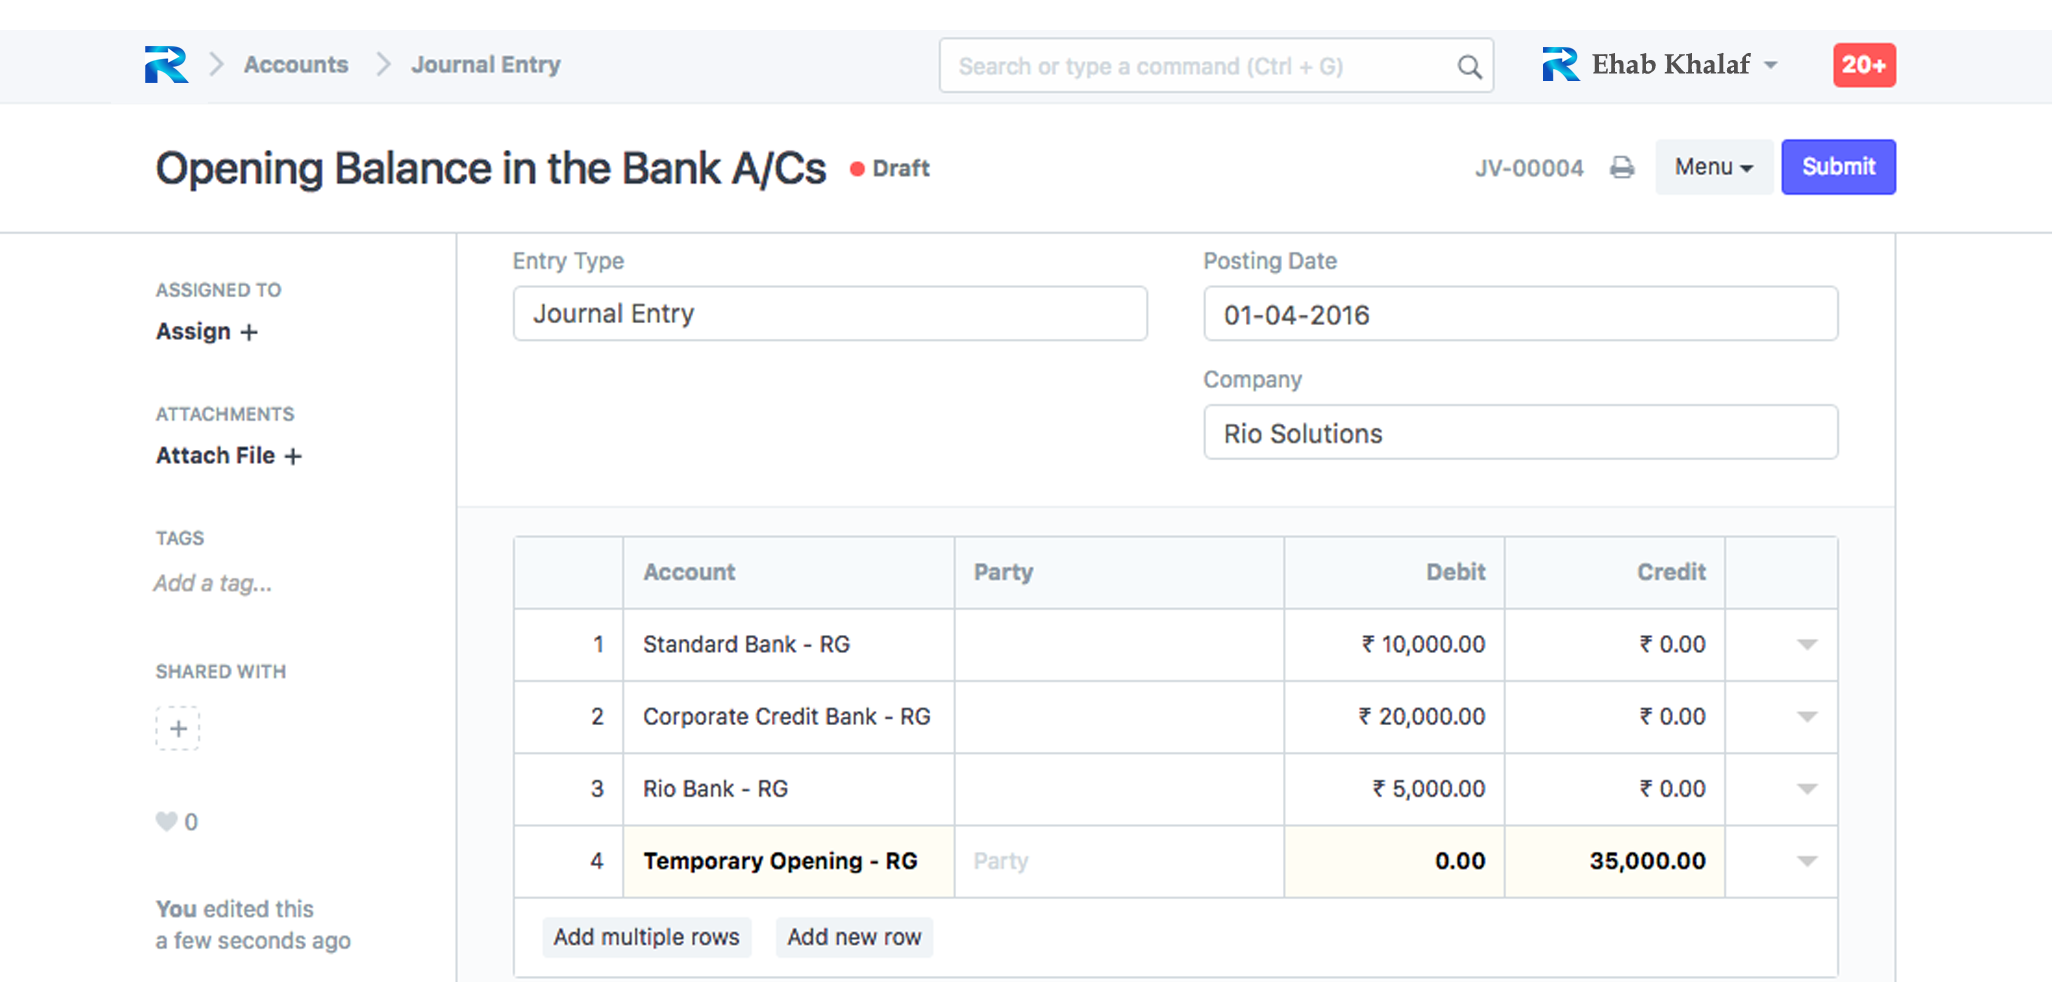 Accounts Journal Entry Search or type a command (Ctrl + G) Ehab Khalaf 20+
Opening Balance in the Bank A/Cs Draft JV-00004 Menu Submit
ASSIGNED TO
Assign +
ATTACHMENTS
Attach File +
TAGS
Add a tag...
SHARED WITH
+
0
You edited this
a few seconds ago
Entry Type
Journal Entry
Posting Date
01-04-2016
Company
Rio Solutions
Account Party Debit Credit
1 Standard Bank - RG ₹ 10,000.00 ₹ 0.00
2 Corporate Credit Bank - RG ₹ 20,000.00 ₹ 0.00
3 Rio Bank - RG ₹ 5,000.00 ₹ 0.00
4 Temporary Opening - RG Party 0.00 35,000.00
Add multiple rows Add new row